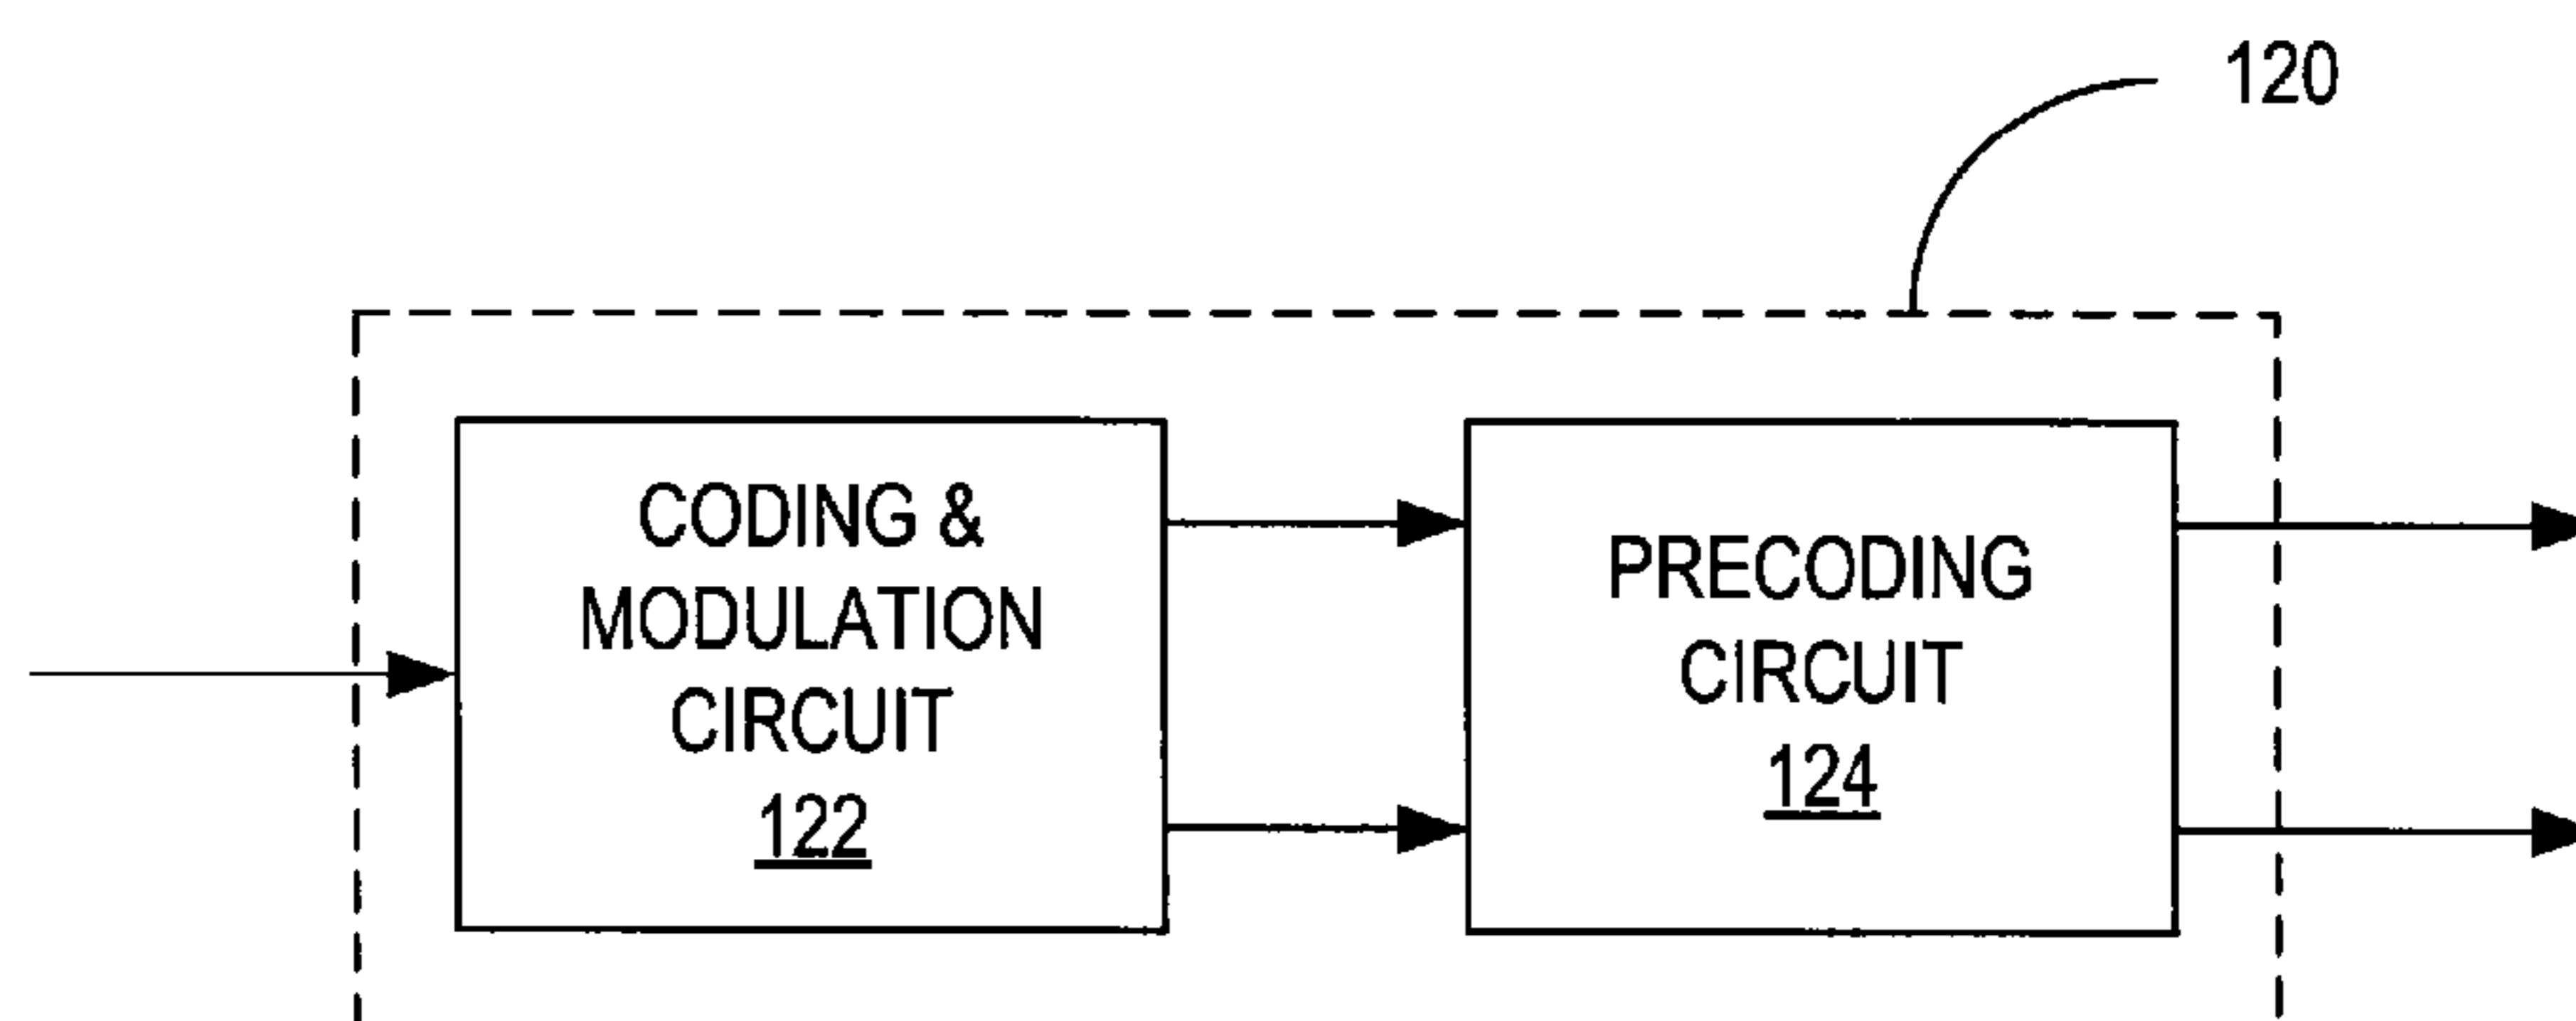 120
CODING &
MODULATION
CIRCUIT
122
PRECODING
CIRCUIT
124